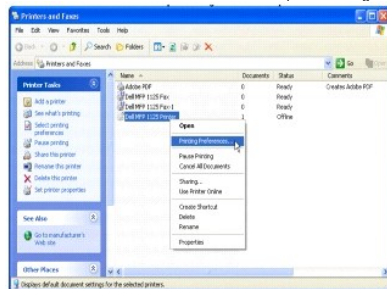 Printers and Faxes
File Edit View Favorites Tools Help
Search Folders
Address Printers and Faxes Go
Name Documents Status Comments
Adobe PDF 0 Ready Creates Adobe PDF
Dell MFP 1125 Fax 0 Ready
Dell MFP 1125 Fax-1 0 Ready
Dell MFP 1125 Printer 1 Offline
Printer Tasks
Add a printer
See what's printing
Select printing preferences
Pause printing
Share this printer
Rename this printer
Delete this printer
Set printer properties
See Also
Go to manufacturer's Web site
Other Places
Open
Printing Preferences...
Pause Printing
Cancel All Documents
Sharing...
Use Printer Online
Create Shortcut
Delete
Rename
Properties
Displays default document settings for the selected printers.